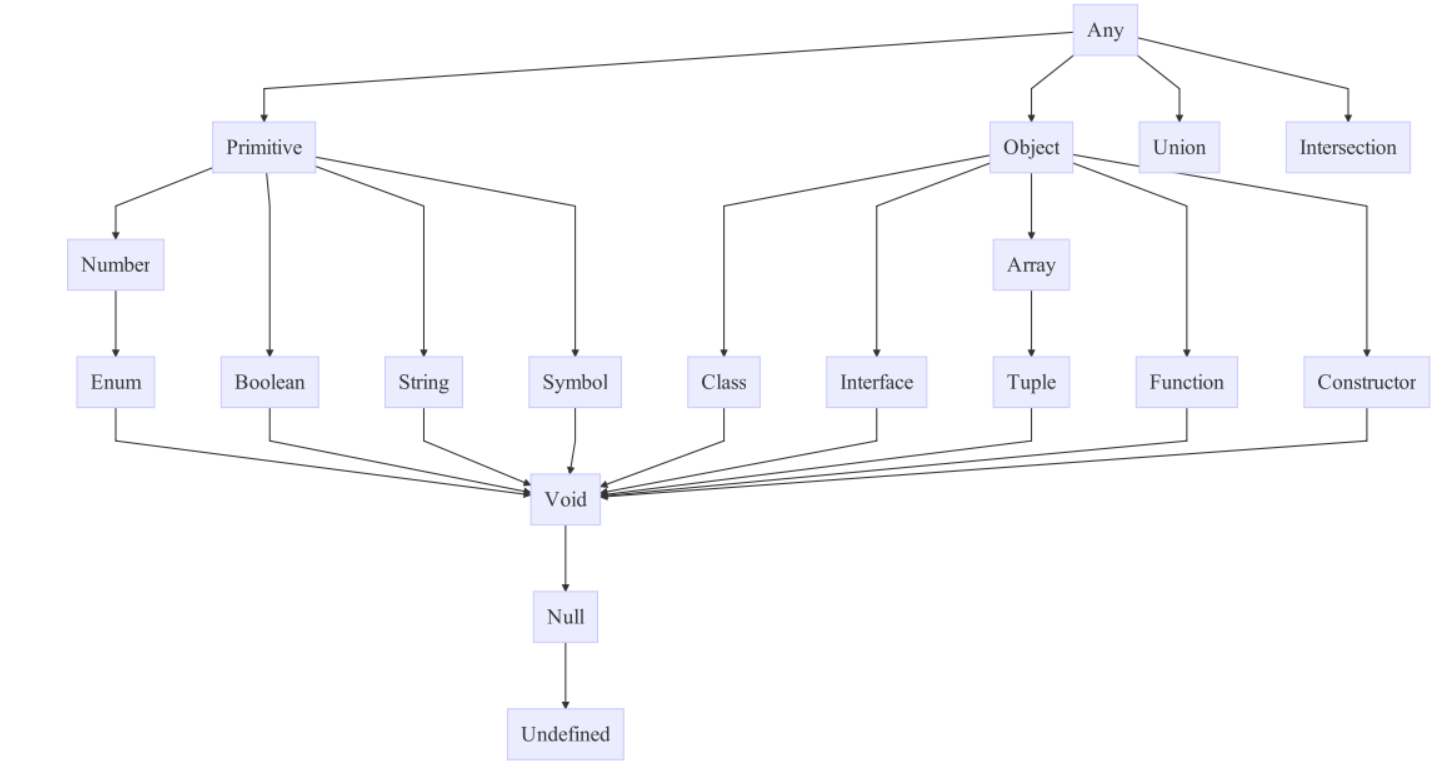 Any
Primitive
Object
Union
Intersection
Number
Array
Enum
Boolean
String
Symbol
Class
Interface
Tuple
Function
Constructor
Void
Null
Undefined